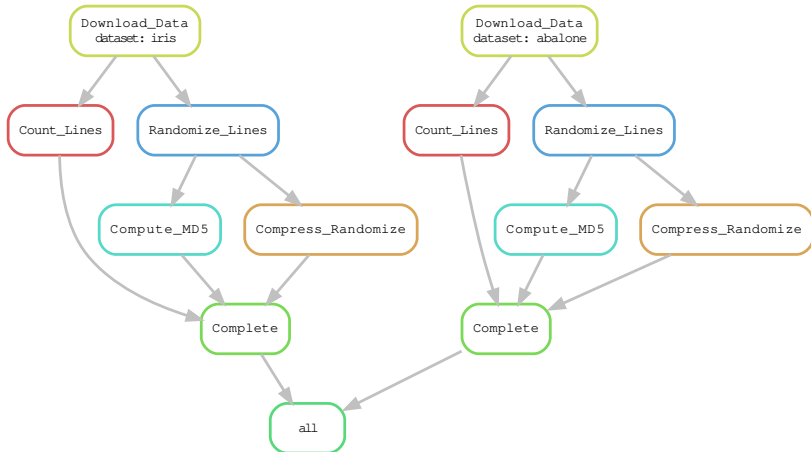 Download_Data
dataset: iris
Download_Data
dataset: abalone
Count_Lines
Randomize_Lines
Count_Lines
Randomize_Lines
Compute_MD5
Compress_Randomize
Compute_MD5
Compress_Randomize
Complete
Complete
all